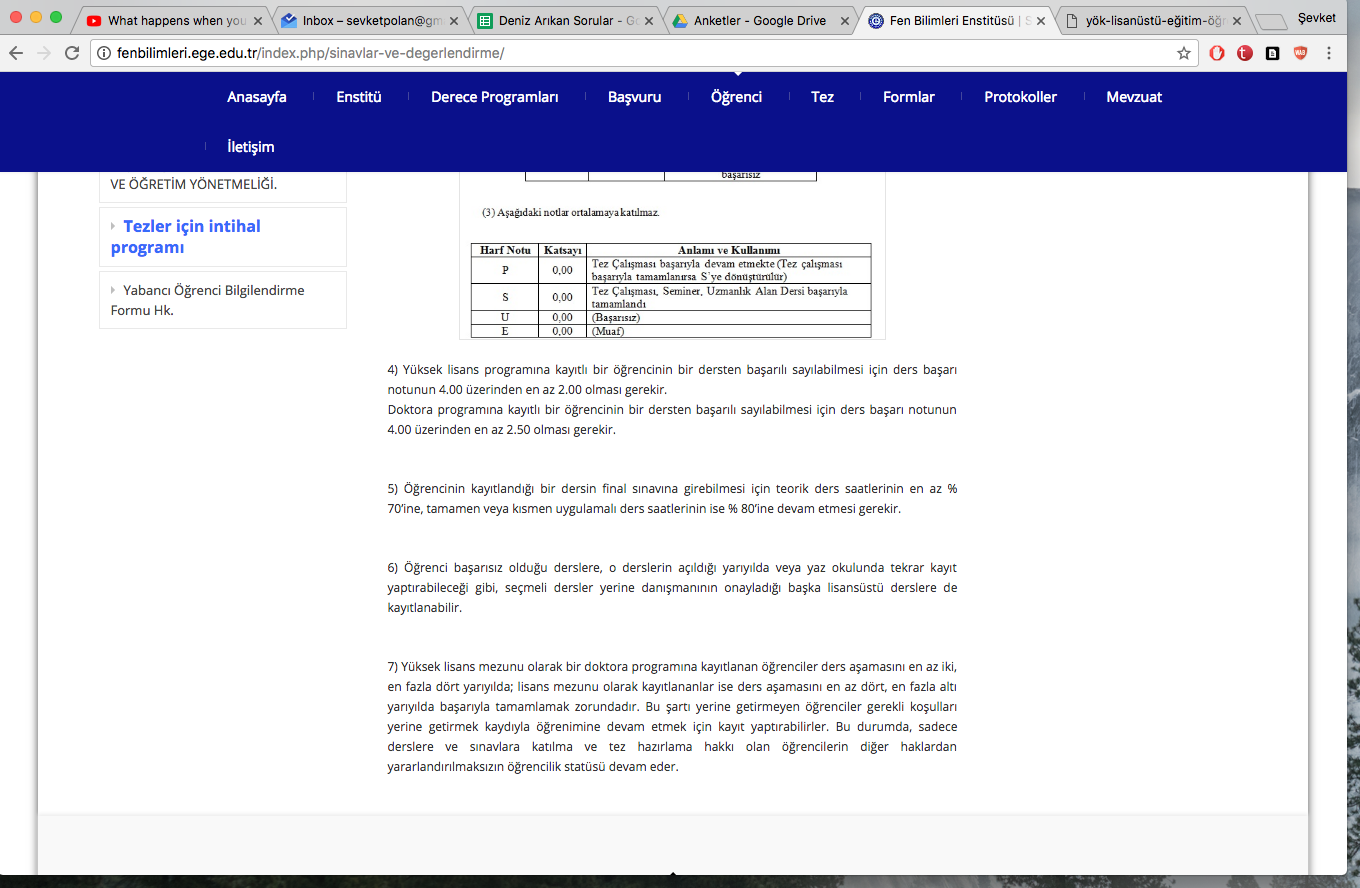 What happens when you
Inbox – sevketpolan@gm
Deniz Arıkan Sorular - Go
Anketler - Google Drive
Fen Bilimleri Enstitüsü | S
yök-lisanüstü-eğitim-öğr
Şevket
fenbilimleri.ege.edu.tr/index.php/sinavlar-ve-degerlendirme/
Anasayfa
Enstitü
Derece Programları
Başvuru
Öğrenci
Tez
Formlar
Protokoller
Mevzuat
İletişim
VE ÖĞRETİM YÖNETMELİĞİ.
Tezler için intihal
programı
Yabancı Öğrenci Bilgilendirme
Formu Hk.
başarısız
(3) Aşağıdaki notlar ortalamaya katılmaz.
Harf Notu Katsayı Anlamı ve Kullanımı
P 0,00 Tez Çalışması başarıyla devam etmekte (Tez çalışması
başarıyla tamamlanırsa S'ye dönüştürülür)
S 0,00 Tez Çalışması, Seminer, Uzmanlık Alan Dersi başarıyla
tamamlandı
U 0,00 (Başarısız)
E 0,00 (Muaf)
4) Yüksek lisans programına kayıtlı bir öğrencinin bir dersten başarılı sayılabilmesi için ders başarı
notunun 4.00 üzerinden en az 2.00 olması gerekir.
Doktora programına kayıtlı bir öğrencinin bir dersten başarılı sayılabilmesi için ders başarı notunun
4.00 üzerinden en az 2.50 olması gerekir.
5) Öğrencinin kayıtlandığı bir dersin final sınavına girebilmesi için teorik ders saatlerinin en az %
70’ine, tamamen veya kısmen uygulamalı ders saatlerinin ise % 80’ine devam etmesi gerekir.
6) Öğrenci başarısız olduğu derslere, o derslerin açıldığı yarıyılda veya yaz okulunda tekrar kayıt
yaptırabileceği gibi, seçmeli dersler yerine danışmanının onayladığı başka lisansüstü derslere de
kayıtlanabilir.
7) Yüksek lisans mezunu olarak bir doktora programına kayıtlanan öğrenciler ders aşamasını en az iki,
en fazla dört yarıyılda; lisans mezunu olarak kayıtlananlar ise ders aşamasını en az dört, en fazla altı
yarıyılda başarıyla tamamlamak zorundadır. Bu şartı yerine getirmeyen öğrenciler gerekli koşulları
yerine getirmek kaydıyla öğrenimine devam etmek için kayıt yaptırabilirler. Bu durumda, sadece
derslere ve sınavlara katılma ve tez hazırlama hakkı olan öğrencilerin diğer haklardan
yararlandırılmaksızın öğrencilik statüsü devam eder.